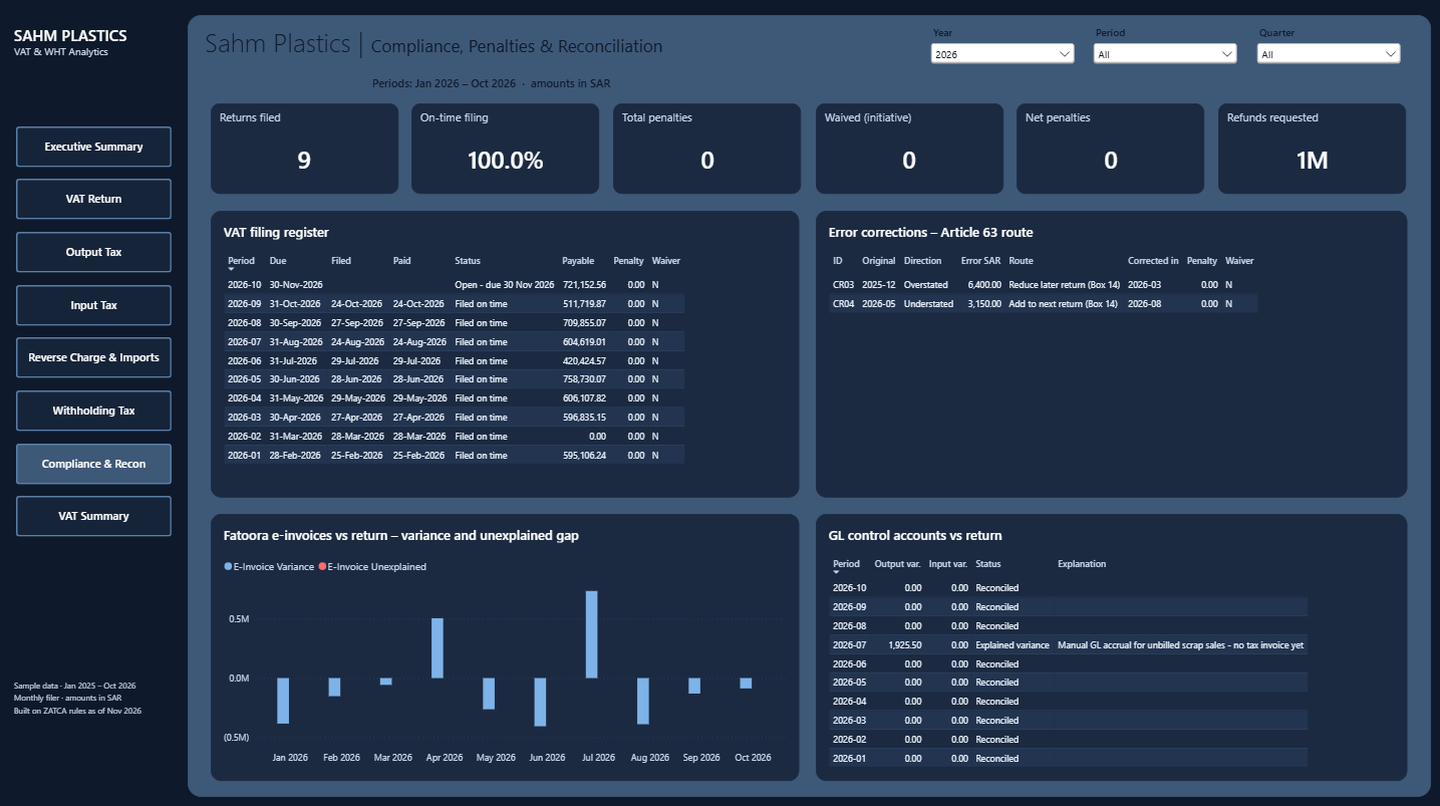 SAHM PLASTICS
VAT & WHT Analytics
Executive Summary
VAT Return
Output Tax
Input Tax
Reverse Charge & Imports
Withholding Tax
Compliance & Recon
VAT Summary
Sample data · Jan 2025 – Oct 2026
Monthly filer · amounts in SAR
Built on ZATCA rules as of Nov 2026
Sahm Plastics | Compliance, Penalties & Reconciliation
Periods: Jan 2026 – Oct 2026 · amounts in SAR
Year Period Quarter
2026 All All
Returns filed
9
On-time filing
100.0%
Total penalties
0
Waived (initiative)
0
Net penalties
0
Refunds requested
1M
VAT filing register
Period Due Filed Paid Status Payable Penalty Waiver
2026-10 30-Nov-2026 Open - due 30 Nov 2026 721,152.56 0.00 N
2026-09 31-Oct-2026 24-Oct-2026 24-Oct-2026 Filed on time 511,719.87 0.00 N
2026-08 30-Sep-2026 27-Sep-2026 27-Sep-2026 Filed on time 709,855.07 0.00 N
2026-07 31-Aug-2026 24-Aug-2026 24-Aug-2026 Filed on time 604,619.01 0.00 N
2026-06 31-Jul-2026 29-Jul-2026 29-Jul-2026 Filed on time 420,424.57 0.00 N
2026-05 30-Jun-2026 28-Jun-2026 28-Jun-2026 Filed on time 758,730.07 0.00 N
2026-04 31-May-2026 29-May-2026 29-May-2026 Filed on time 606,107.82 0.00 N
2026-03 30-Apr-2026 27-Apr-2026 27-Apr-2026 Filed on time 596,835.15 0.00 N
2026-02 31-Mar-2026 28-Mar-2026 28-Mar-2026 Filed on time 0.00 0.00 N
2026-01 28-Feb-2026 25-Feb-2026 25-Feb-2026 Filed on time 595,106.24 0.00 N
Error corrections – Article 63 route
ID Original Direction Error SAR Route Corrected in Penalty Waiver
CR03 2025-12 Overstated 6,400.00 Reduce later return (Box 14) 2026-03 0.00 N
CR04 2026-05 Understated 3,150.00 Add to next return (Box 14) 2026-08 0.00 N
Fatoora e-invoices vs return – variance and unexplained gap
E-Invoice Variance E-Invoice Unexplained
0.5M
0.0M
(0.5M)
Jan 2026 Feb 2026 Mar 2026 Apr 2026 May 2026 Jun 2026 Jul 2026 Aug 2026 Sep 2026 Oct 2026
GL control accounts vs return
Period Output var. Input var. Status Explanation
2026-10 0.00 0.00 Reconciled
2026-09 0.00 0.00 Reconciled
2026-08 0.00 0.00 Reconciled
2026-07 1,925.50 0.00 Explained variance Manual GL accrual for unbilled scrap sales - no tax invoice yet
2026-06 0.00 0.00 Reconciled
2026-05 0.00 0.00 Reconciled
2026-04 0.00 0.00 Reconciled
2026-03 0.00 0.00 Reconciled
2026-02 0.00 0.00 Reconciled
2026-01 0.00 0.00 Reconciled